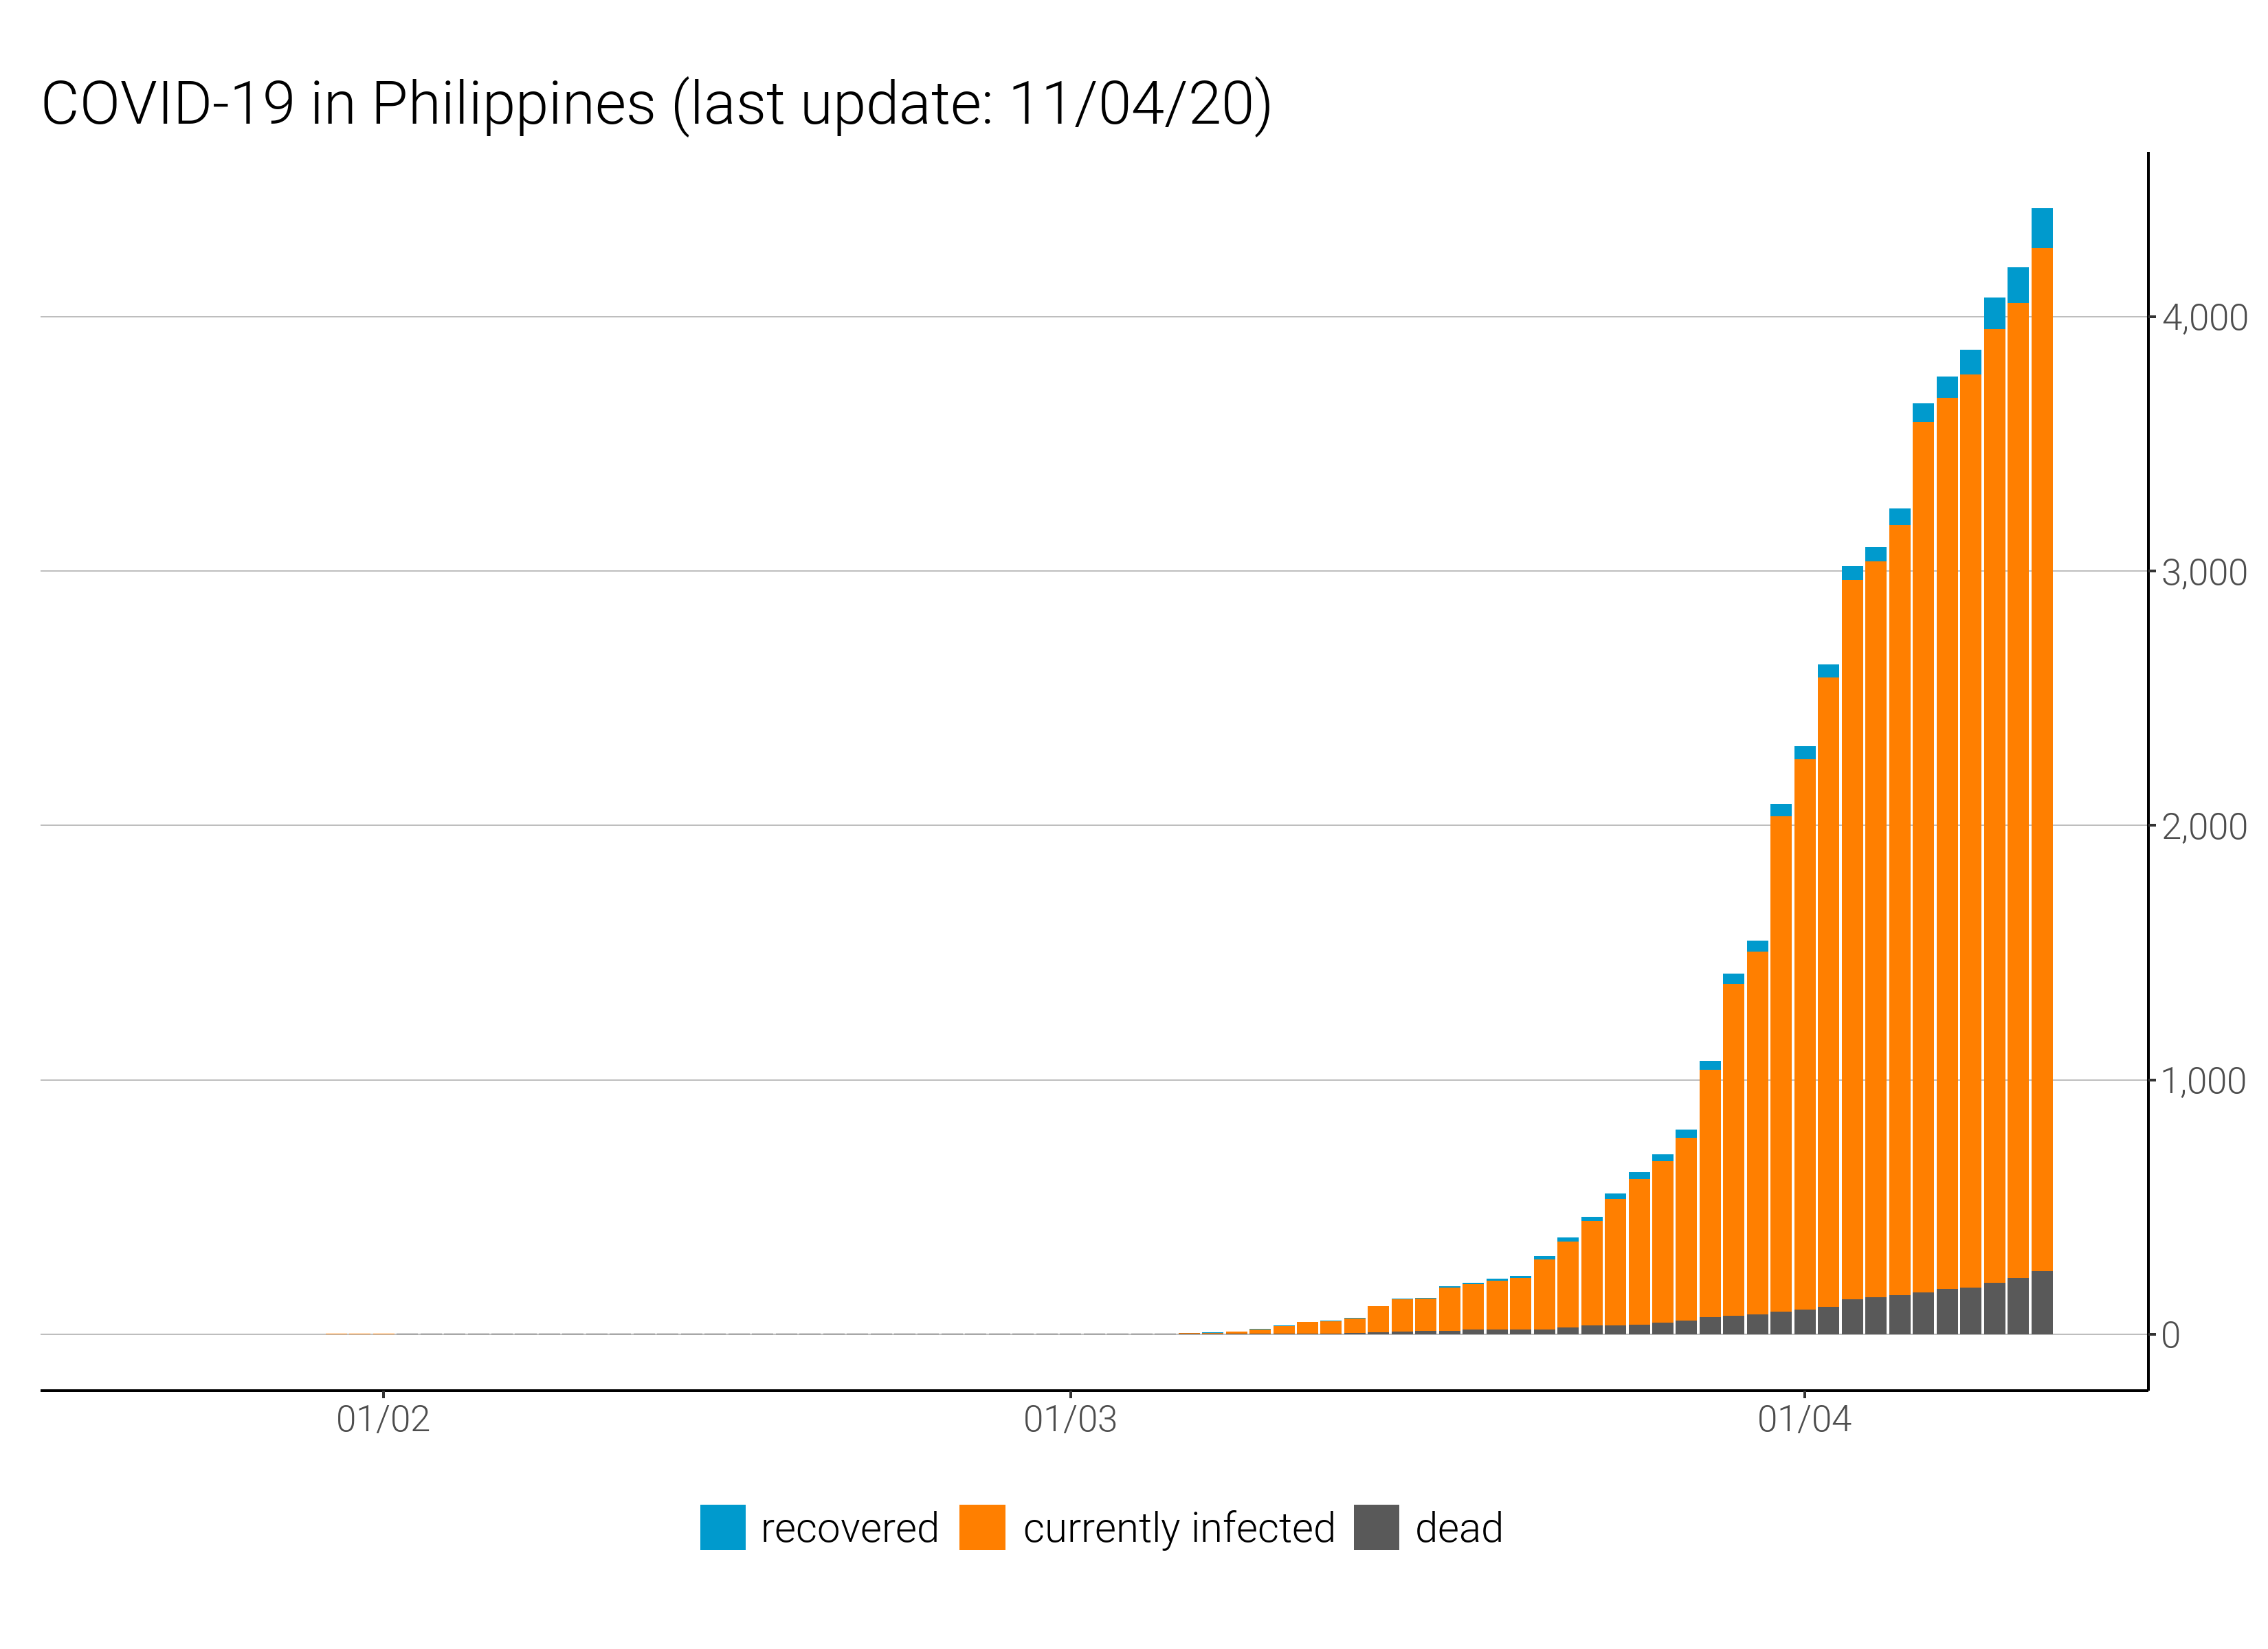 COVID-19 in Philippines (last update: 11/04/20)
4,000
3,000
2,000
1,000
0
01/02 01/03 01/04
recovered currently infected dead